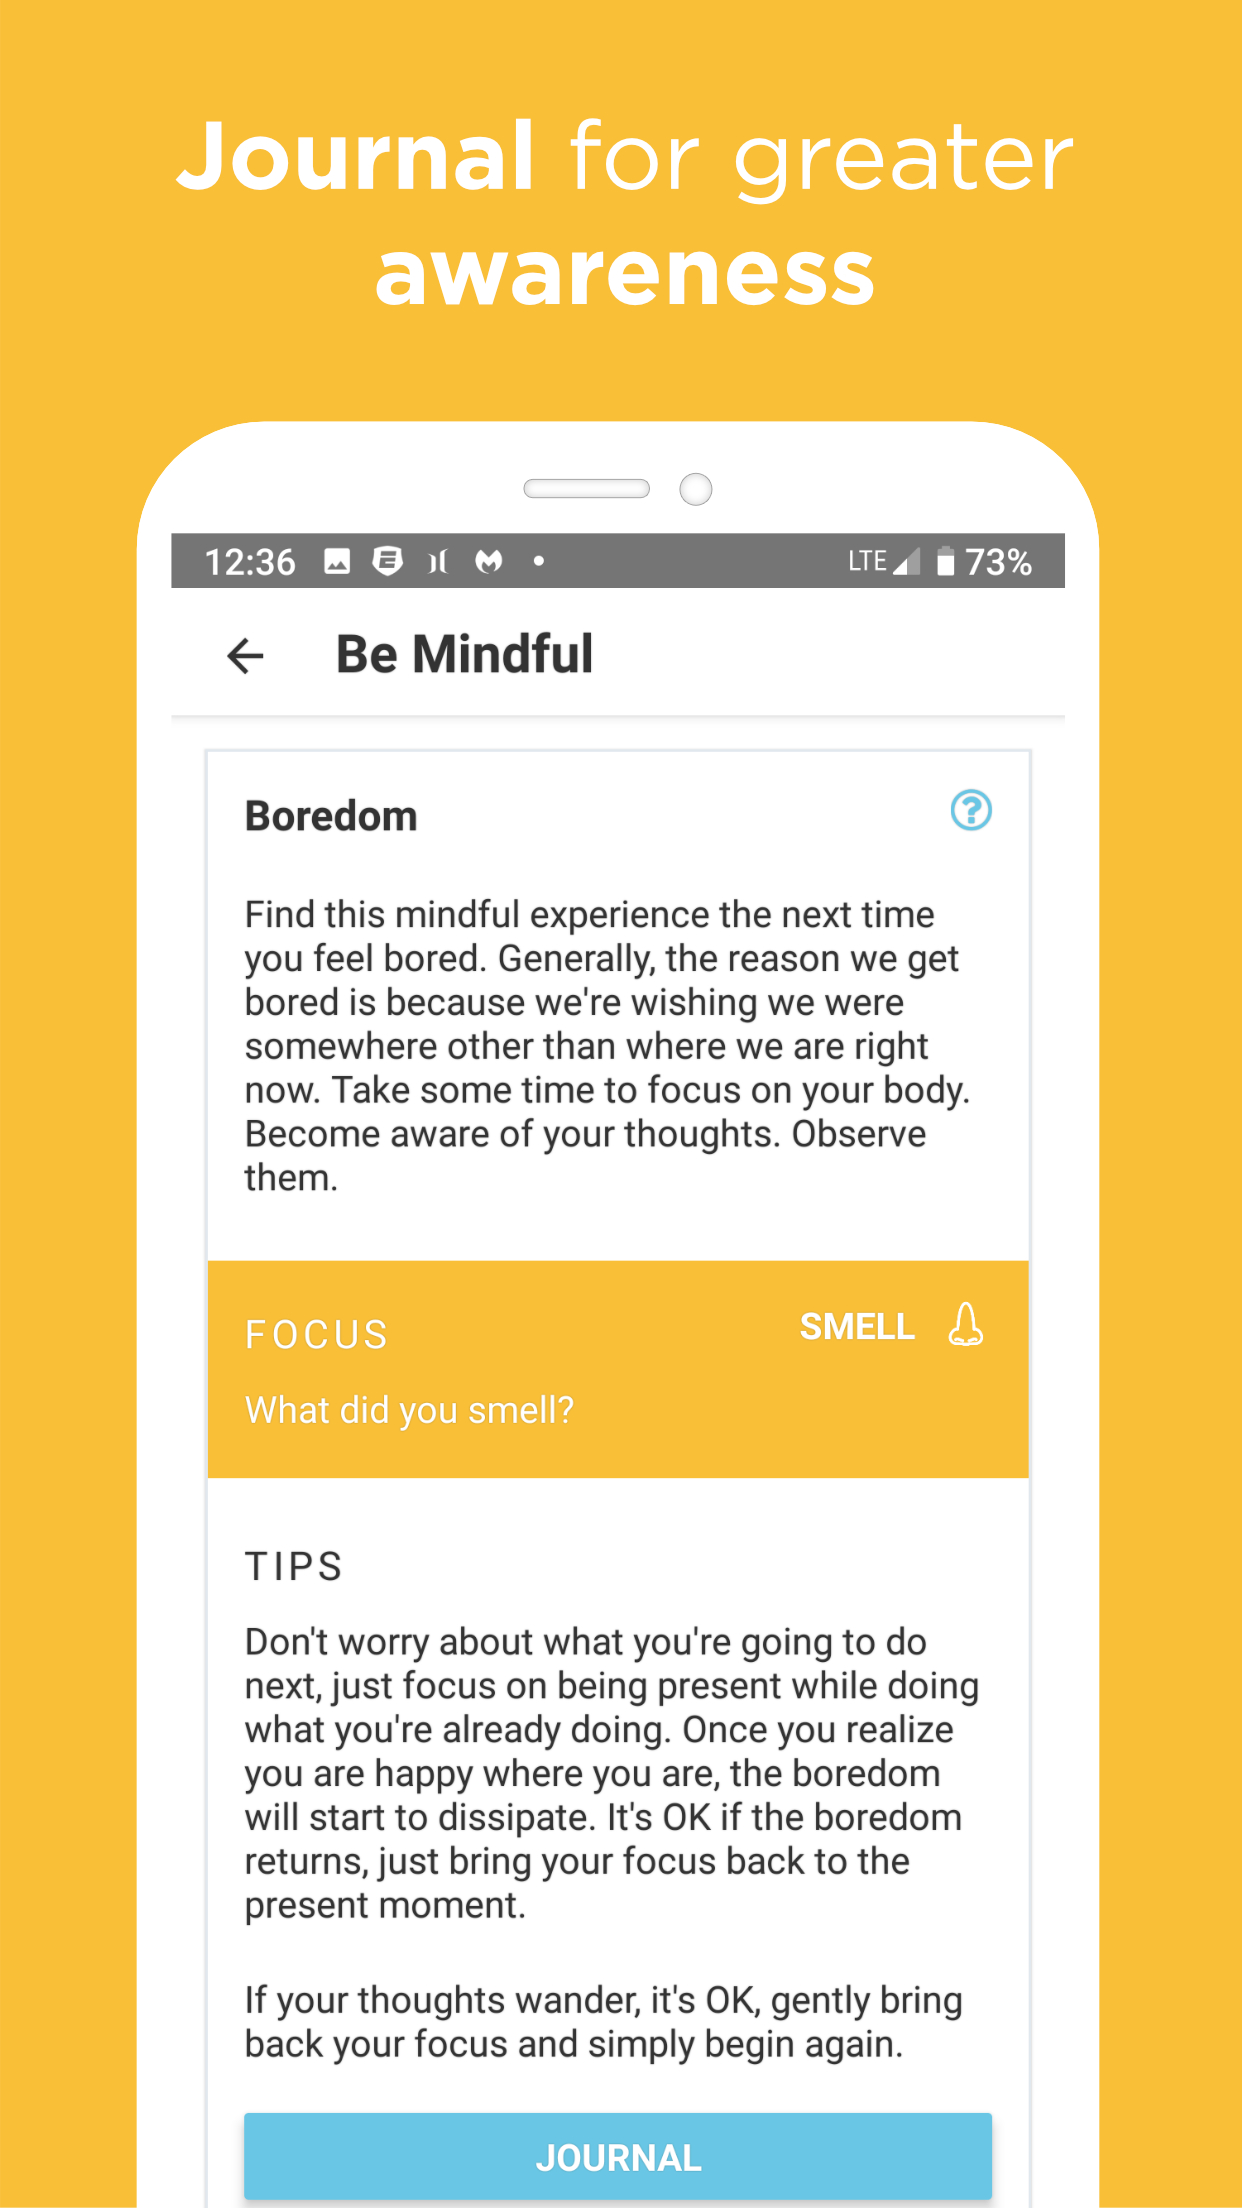 Journal for greater
awareness
12:36 LTE 73%
Be Mindful
Boredom
Find this mindful experience the next time
you feel bored. Generally, the reason we get
bored is because we're wishing we were
somewhere other than where we are right
now. Take some time to focus on your body.
Become aware of your thoughts. Observe
them.
FOCUS SMELL
What did you smell?
TIPS
Don't worry about what you're going to do
next, just focus on being present while doing
what you're already doing. Once you realize
you are happy where you are, the boredom
will start to dissipate. It's OK if the boredom
returns, just bring your focus back to the
present moment.
If your thoughts wander, it's OK, gently bring
back your focus and simply begin again.
JOURNAL